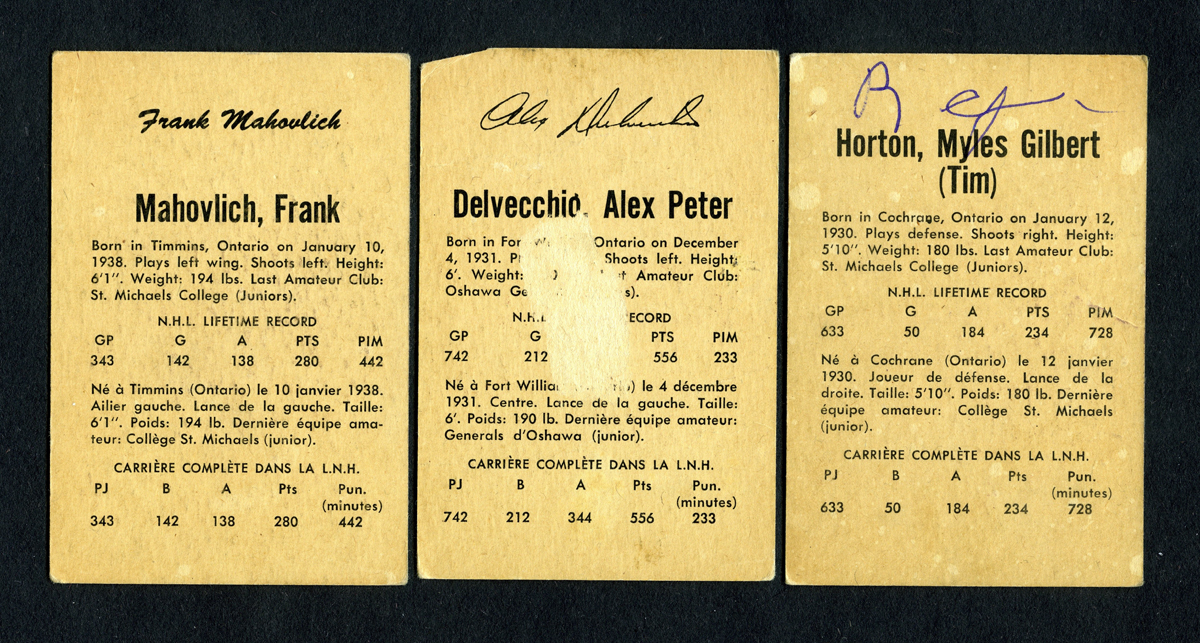 Frank Mahovlich
Mahovlich, Frank
Born in Timmins, Ontario on January 10,
1938. Plays left wing. Shoots left. Height:
6'1". Weight: 194 lbs. Last Amateur Club:
St. Michaels College (Juniors).
N.H.L. LIFETIME RECORD
GP G A PTS PIM
343 142 138 280 442
Né à Timmins (Ontario) le 10 janvier 1938.
Ailier gauche. Lance de la gauche. Taille:
6'1". Poids: 194 lb. Dernière équipe ama-
teur: Collège St. Michaels (junior).
CARRIÈRE COMPLÈTE DANS LA L.N.H.
PJ B A Pts Pun.
(minutes)
343 142 138 280 442
Alex Delvecchio
Delvecchio, Alex Peter
Born in For Ontario on December
4, 1931. Shoots left. Height:
6'. Weight: Amateur Club:
Oshawa Ge
N.H. ECORD
GP G PTS PIM
742 212 556 233
Né à Fort Willia le 4 décembre
1931. Centre. Lance de la gauche. Taille:
6'. Poids: 190 lb. Dernière équipe amateur:
Generals d'Oshawa (junior).
CARRIÈRE COMPLÈTE DANS LA L.N.H.
PJ B A Pts Pun.
(minutes)
742 212 344 556 233
Horton, Myles Gilbert
(Tim)
Born in Cochrane, Ontario on January 12,
1930. Plays defense. Shoots right. Height:
5'10". Weight: 180 lbs. Last Amateur Club:
St. Michaels College (Juniors).
N.H.L. LIFETIME RECORD
GP G A PTS PIM
633 50 184 234 728
Né à Cochrane (Ontario) le 12 janvier
1930. Joueur de défense. Lance de la
droite. Taille: 5'10". Poids: 180 lb. Dernière
équipe amateur: Collège St. Michaels
(junior).
CARRIÈRE COMPLÈTE DANS LA L.N.H.
PJ B A Pts Pun.
(minutes)
633 50 184 234 728